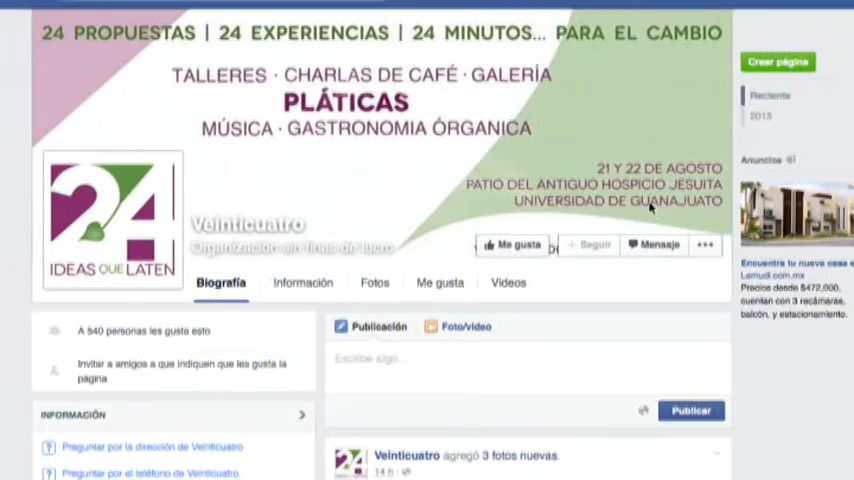 24 PROPUESTAS | 24 EXPERIENCIAS | 24 MINUTOS... PARA EL CAMBIO
TALLERES · CHARLAS DE CAFÉ · GALERÍA
PLÁTICAS
MÚSICA · GASTRONOMIA ÓRGANICA
21 Y 22 DE AGOSTO
PATIO DEL ANTIGUO HOSPICIO JESUITA
UNIVERSIDAD DE GUANAJUATO
24
IDEAS QUE LATEN
Veinticuatro
Organización sin fines de lucro
Me gusta
Seguir
Mensaje
Biografía
Información
Fotos
Me gusta
Videos
Crear página
Reciente
2015
Anuncios
Encuentra tu nueva casa e
Lamudi.com.mx
Precios desde $472,000,
cuentan con 3 recámaras,
balcón, y estacionamiento.
A 540 personas les gusta esto
Invitar a amigos a que indiquen que les gusta la
página
INFORMACIÓN
Preguntar por la dirección de Veinticuatro
Preguntar por el teléfono de Veinticuatro
Publicación
Foto/video
Escribe algo...
Publicar
Veinticuatro agregó 3 fotos nuevas.
14 h ·